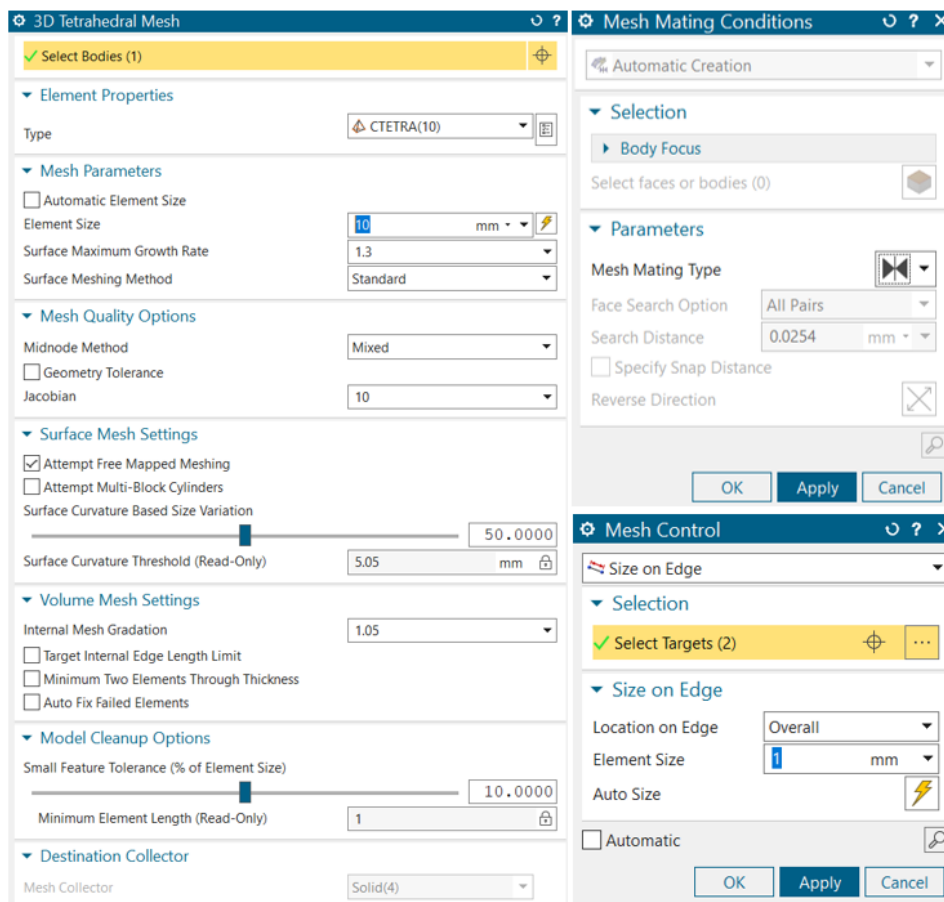 3D Tetrahedral Mesh
Select Bodies (1)
Element Properties
Type CTETRA(10)
Mesh Parameters
Automatic Element Size
Element Size 10 mm
Surface Maximum Growth Rate 1.3
Surface Meshing Method Standard
Mesh Quality Options
Midnode Method Mixed
Geometry Tolerance
Jacobian 10
Surface Mesh Settings
Attempt Free Mapped Meshing
Attempt Multi-Block Cylinders
Surface Curvature Based Size Variation
50.0000
Surface Curvature Threshold (Read-Only) 5.05 mm
Volume Mesh Settings
Internal Mesh Gradation 1.05
Target Internal Edge Length Limit
Minimum Two Elements Through Thickness
Auto Fix Failed Elements
Model Cleanup Options
Small Feature Tolerance (% of Element Size)
10.0000
Minimum Element Length (Read-Only) 1
Destination Collector
Mesh Collector Solid(4)
Mesh Mating Conditions
Automatic Creation
Selection
Body Focus
Select faces or bodies (0)
Parameters
Mesh Mating Type
Face Search Option All Pairs
Search Distance 0.0254 mm
Specify Snap Distance
Reverse Direction
OK Apply Cancel
Mesh Control
Size on Edge
Selection
Select Targets (2)
Size on Edge
Location on Edge Overall
Element Size 1 mm
Auto Size
Automatic
OK Apply Cancel